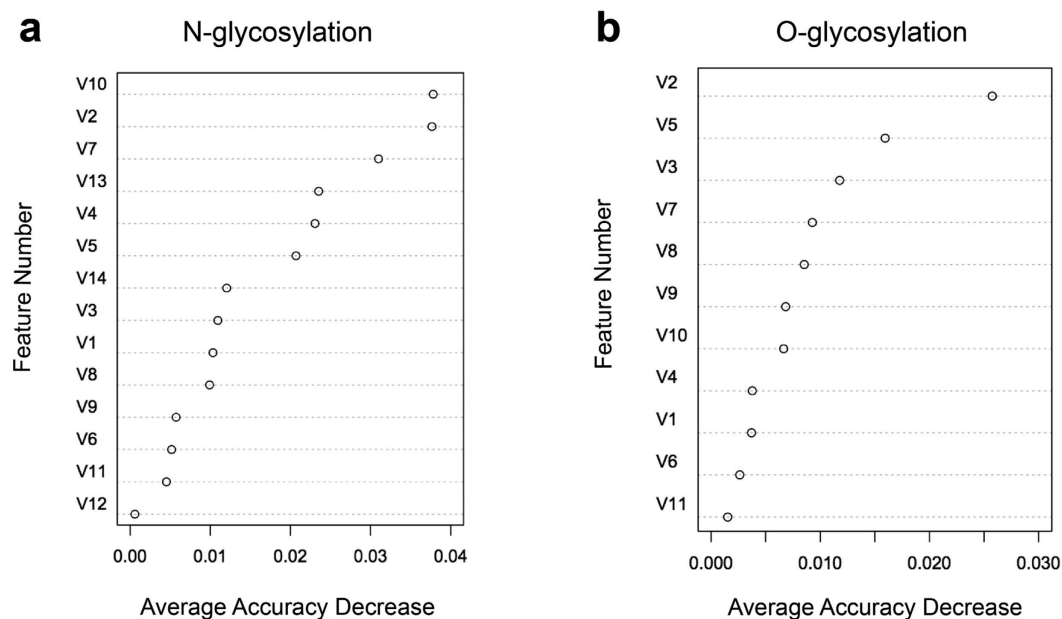 a
N-glycosylation
V10
V2
V7
V13
V4
V5
V14
V3
V1
V8
V9
V6
V11
V12
Feature Number
0.00 0.01 0.02 0.03 0.04
Average Accuracy Decrease
b
O-glycosylation
V2
V5
V3
V7
V8
V9
V10
V4
V1
V6
V11
Feature Number
0.000 0.010 0.020 0.030
Average Accuracy Decrease